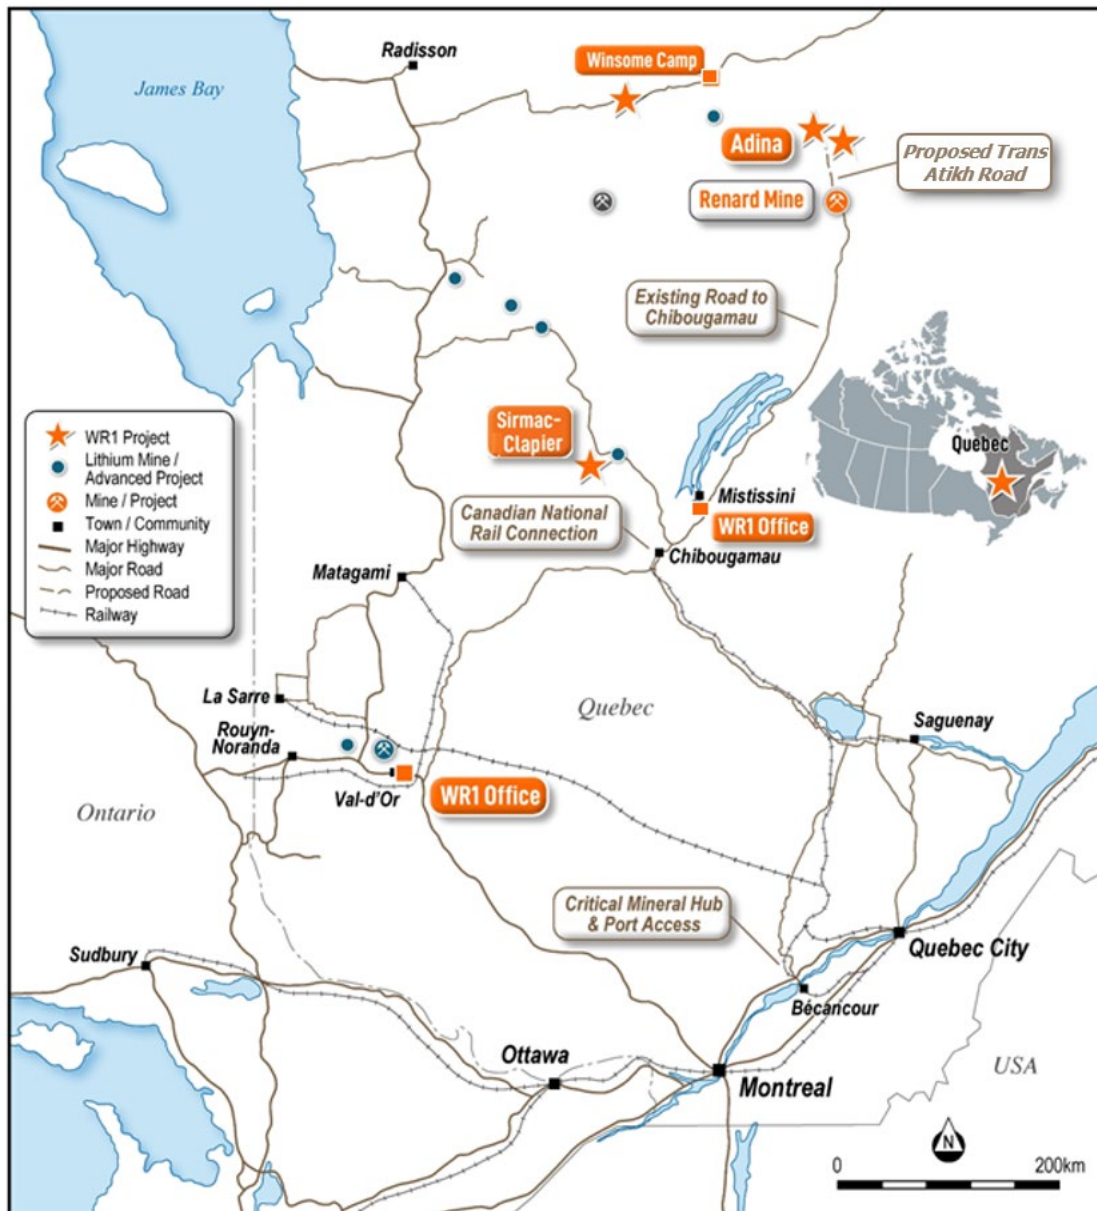 Radisson
Winsome Camp
James Bay
Adina
Proposed Trans
Atikh Road
Renard Mine
Existing Road to
Chibougamau
Quebec
Sirmac-
Clapier
WR1 Project
Lithium Mine /
Advanced Project
Mine / Project
Town / Community
Major Highway
Major Road
Proposed Road
Railway
Mistissini
WR1 Office
Canadian National
Rail Connection
Chibougamau
Matagami
La Sarre
Quebec
Saguenay
Rouyn-
Noranda
Val-d'Or
WR1 Office
Ontario
Critical Mineral Hub
& Port Access
Sudbury
Quebec City
Bécancour
Ottawa
Montreal
USA
N
0 200km